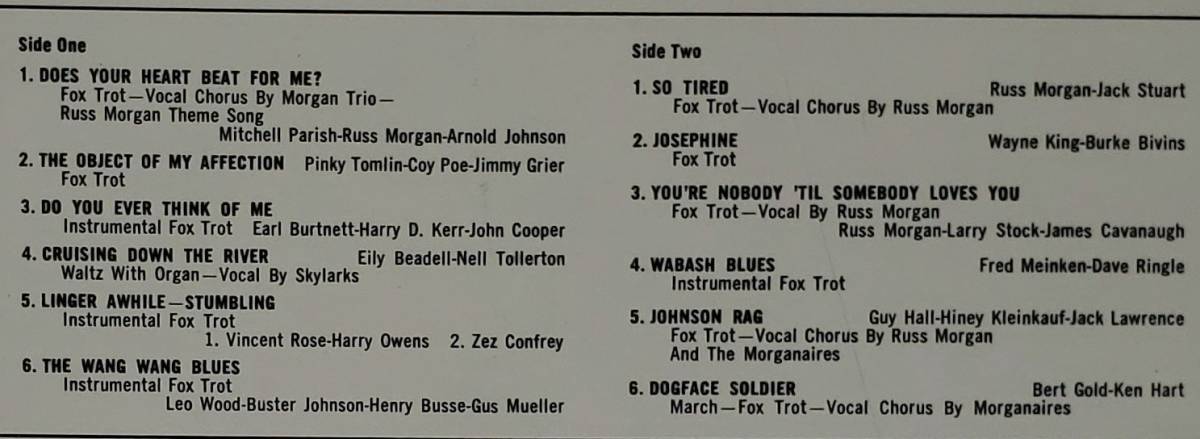 Side One
1. DOES YOUR HEART BEAT FOR ME?
Fox Trot—Vocal Chorus By Morgan Trio—
Russ Morgan Theme Song
Mitchell Parish-Russ Morgan-Arnold Johnson
2. THE OBJECT OF MY AFFECTION Pinky Tomlin-Coy Poe-Jimmy Grier
Fox Trot
3. DO YOU EVER THINK OF ME
Instrumental Fox Trot Earl Burtnett-Harry D. Kerr-John Cooper
4. CRUISING DOWN THE RIVER Eily Beadell-Nell Tollerton
Waltz With Organ—Vocal By Skylarks
5. LINGER AWHILE—STUMBLING
Instrumental Fox Trot
1. Vincent Rose-Harry Owens 2. Zez Confrey
6. THE WANG WANG BLUES
Instrumental Fox Trot
Leo Wood-Buster Johnson-Henry Busse-Gus Mueller
Side Two
1. SO TIRED Russ Morgan-Jack Stuart
Fox Trot—Vocal Chorus By Russ Morgan
2. JOSEPHINE Wayne King-Burke Bivins
Fox Trot
3. YOU'RE NOBODY 'TIL SOMEBODY LOVES YOU
Fox Trot—Vocal By Russ Morgan
Russ Morgan-Larry Stock-James Cavanaugh
4. WABASH BLUES Fred Meinken-Dave Ringle
Instrumental Fox Trot
5. JOHNSON RAG Guy Hall-Hiney Kleinkauf-Jack Lawrence
Fox Trot—Vocal Chorus By Russ Morgan
And The Morganaires
6. DOGFACE SOLDIER Bert Gold-Ken Hart
March—Fox Trot—Vocal Chorus By Morganaires